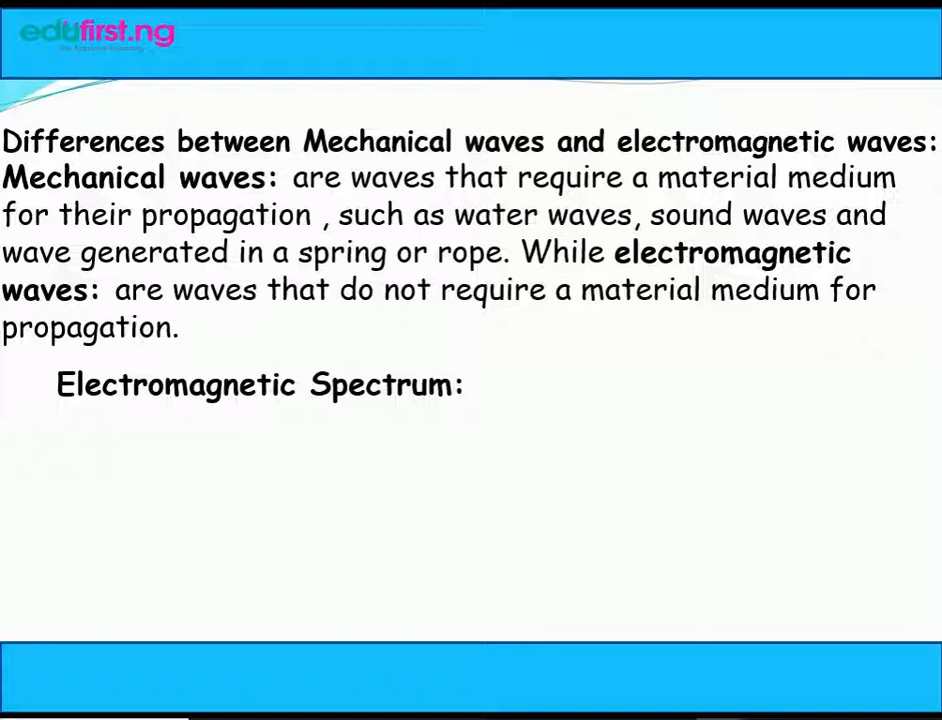 edufirst.ng
Differences between Mechanical waves and electromagnetic waves:
Mechanical waves: are waves that require a material medium
for their propagation , such as water waves, sound waves and
wave generated in a spring or rope. While electromagnetic
waves: are waves that do not require a material medium for
propagation.
Electromagnetic Spectrum: